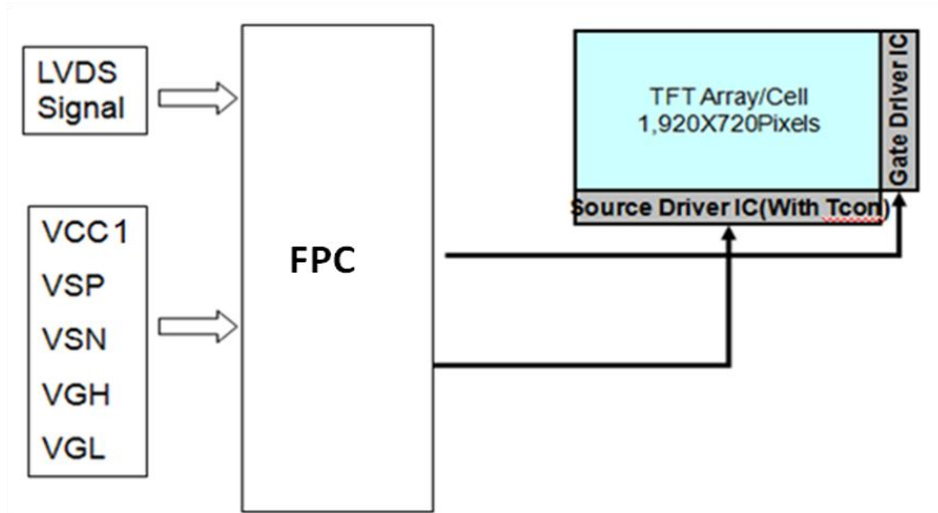 LVDS
Signal
VCC1
VSP
VSN
VGH
VGL
FPC
TFT Array/Cell
1,920X720Pixels
Gate Driver IC
Source Driver IC(With Tcon)